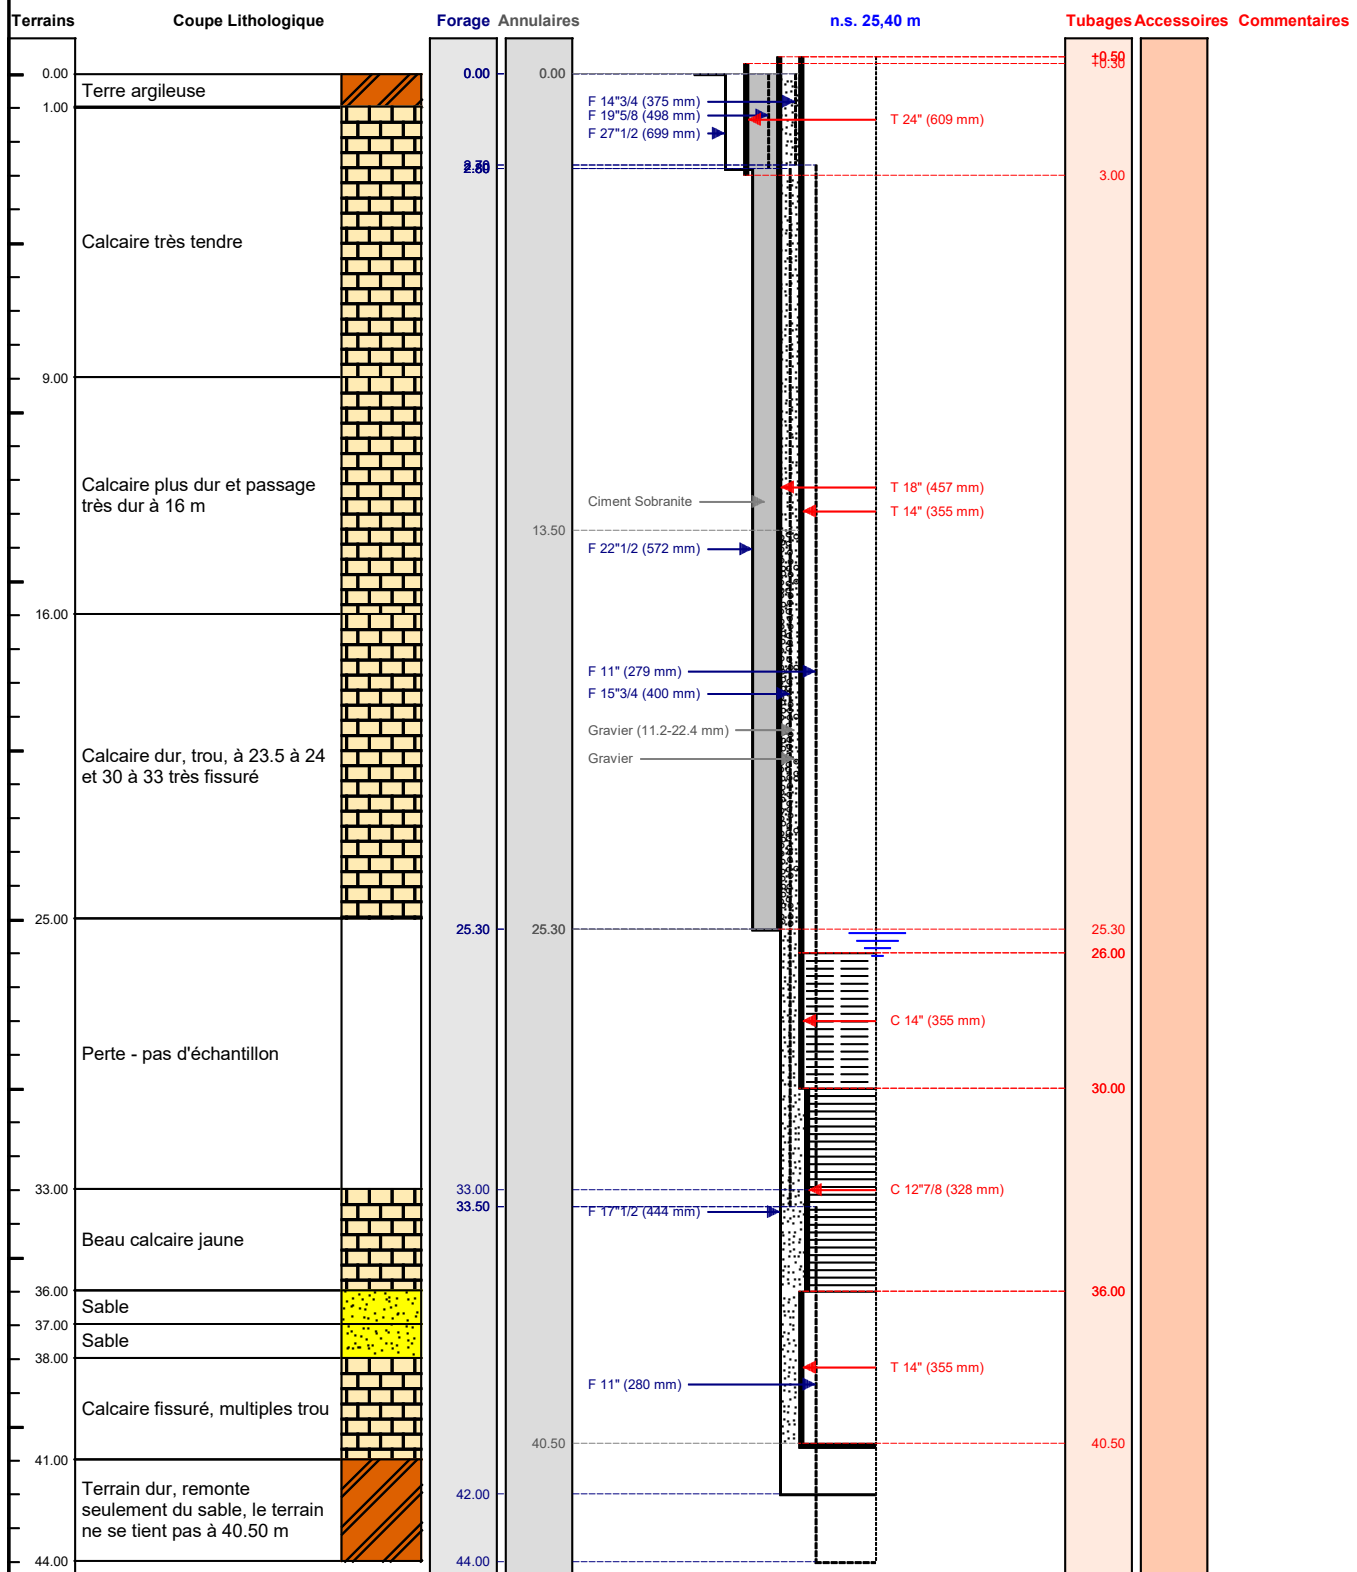 Terrains Coupe Lithologique Forage Annulaires n.s. 25,40 m Tubages Accessoires Commentaires
+0.50
+0.50
0.00 0.00 0.00
Terre argileuse
F 14"3/4 (375 mm)
1.00
F 19"5/8 (498 mm)
T 24" (609 mm)
F 27"1/2 (699 mm)
2.70
2.80
3.00
Calcaire très tendre
9.00
Calcaire plus dur et passage
très dur à 16 m
T 18" (457 mm)
Ciment Sobranite
T 14" (355 mm)
13.50
F 22"1/2 (572 mm)
16.00
F 11" (279 mm)
F 15"3/4 (400 mm)
Gravier (11.2-22.4 mm)
Calcaire dur, trou, à 23.5 à 24
et 30 à 33 très fissuré
Gravier
25.00
25.30 25.30 25.30
26.00
C 14" (355 mm)
Perte - pas d'échantillon
30.00
33.00 33.00
C 12"7/8 (328 mm)
33.50
F 17"1/2 (444 mm)
Beau calcaire jaune
36.00 36.00
Sable
37.00
Sable
38.00
T 14" (355 mm)
F 11" (280 mm)
Calcaire fissuré, multiples trou
40.50 40.50
41.00
Terrain dur, remonte
seulement du sable, le terrain
ne se tient pas à 40.50 m
42.00
44.00 44.00